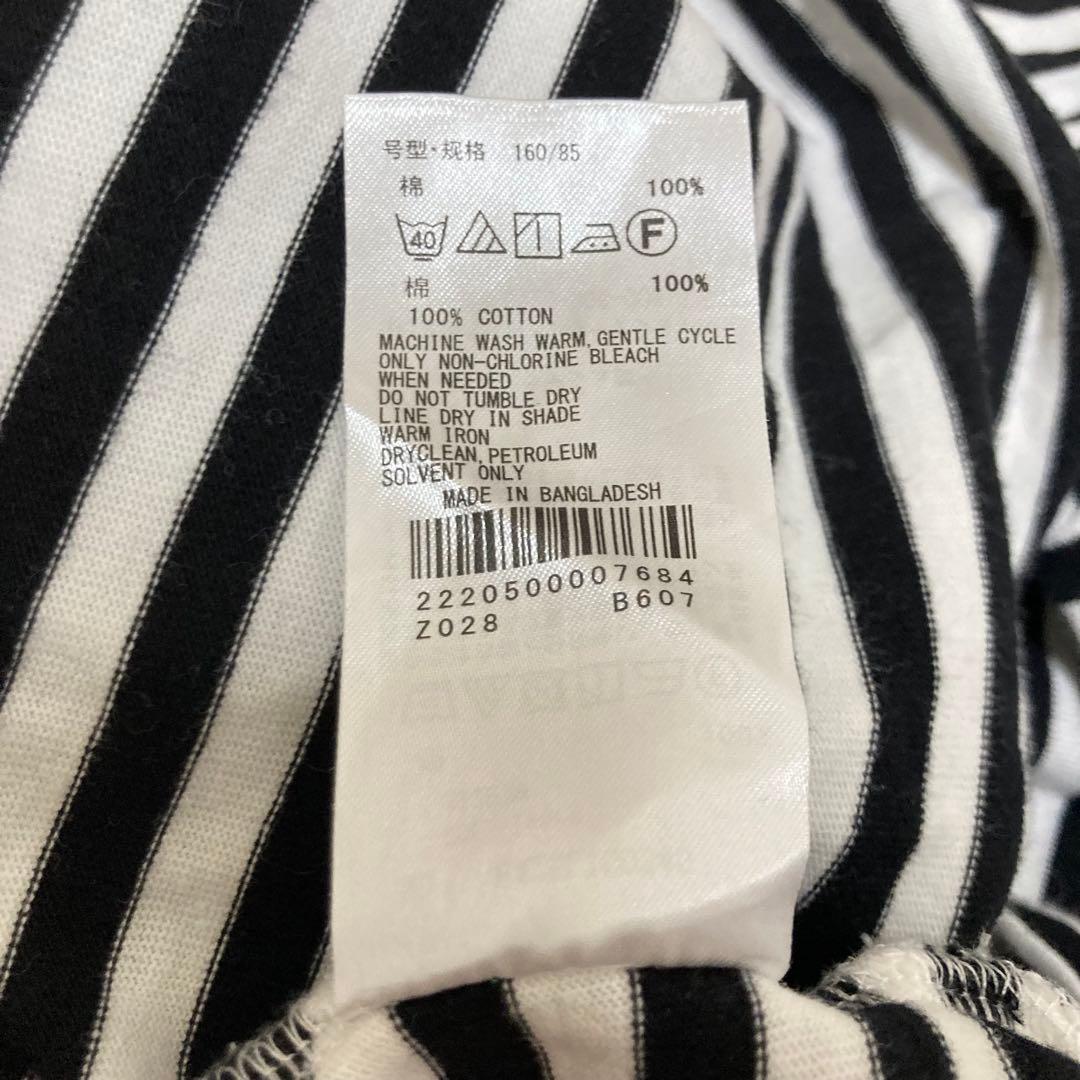 号型・规格 160/85
棉 100%
40 F
棉 100%
100% COTTON
MACHINE WASH WARM,GENTLE CYCLE
ONLY NON-CHLORINE BLEACH
WHEN NEEDED
DO NOT TUMBLE DRY
LINE DRY IN SHADE
WARM IRON
DRYCLEAN,PETROLEUM
SOLVENT ONLY
MADE IN BANGLADESH
2220500007684
Z028 B607